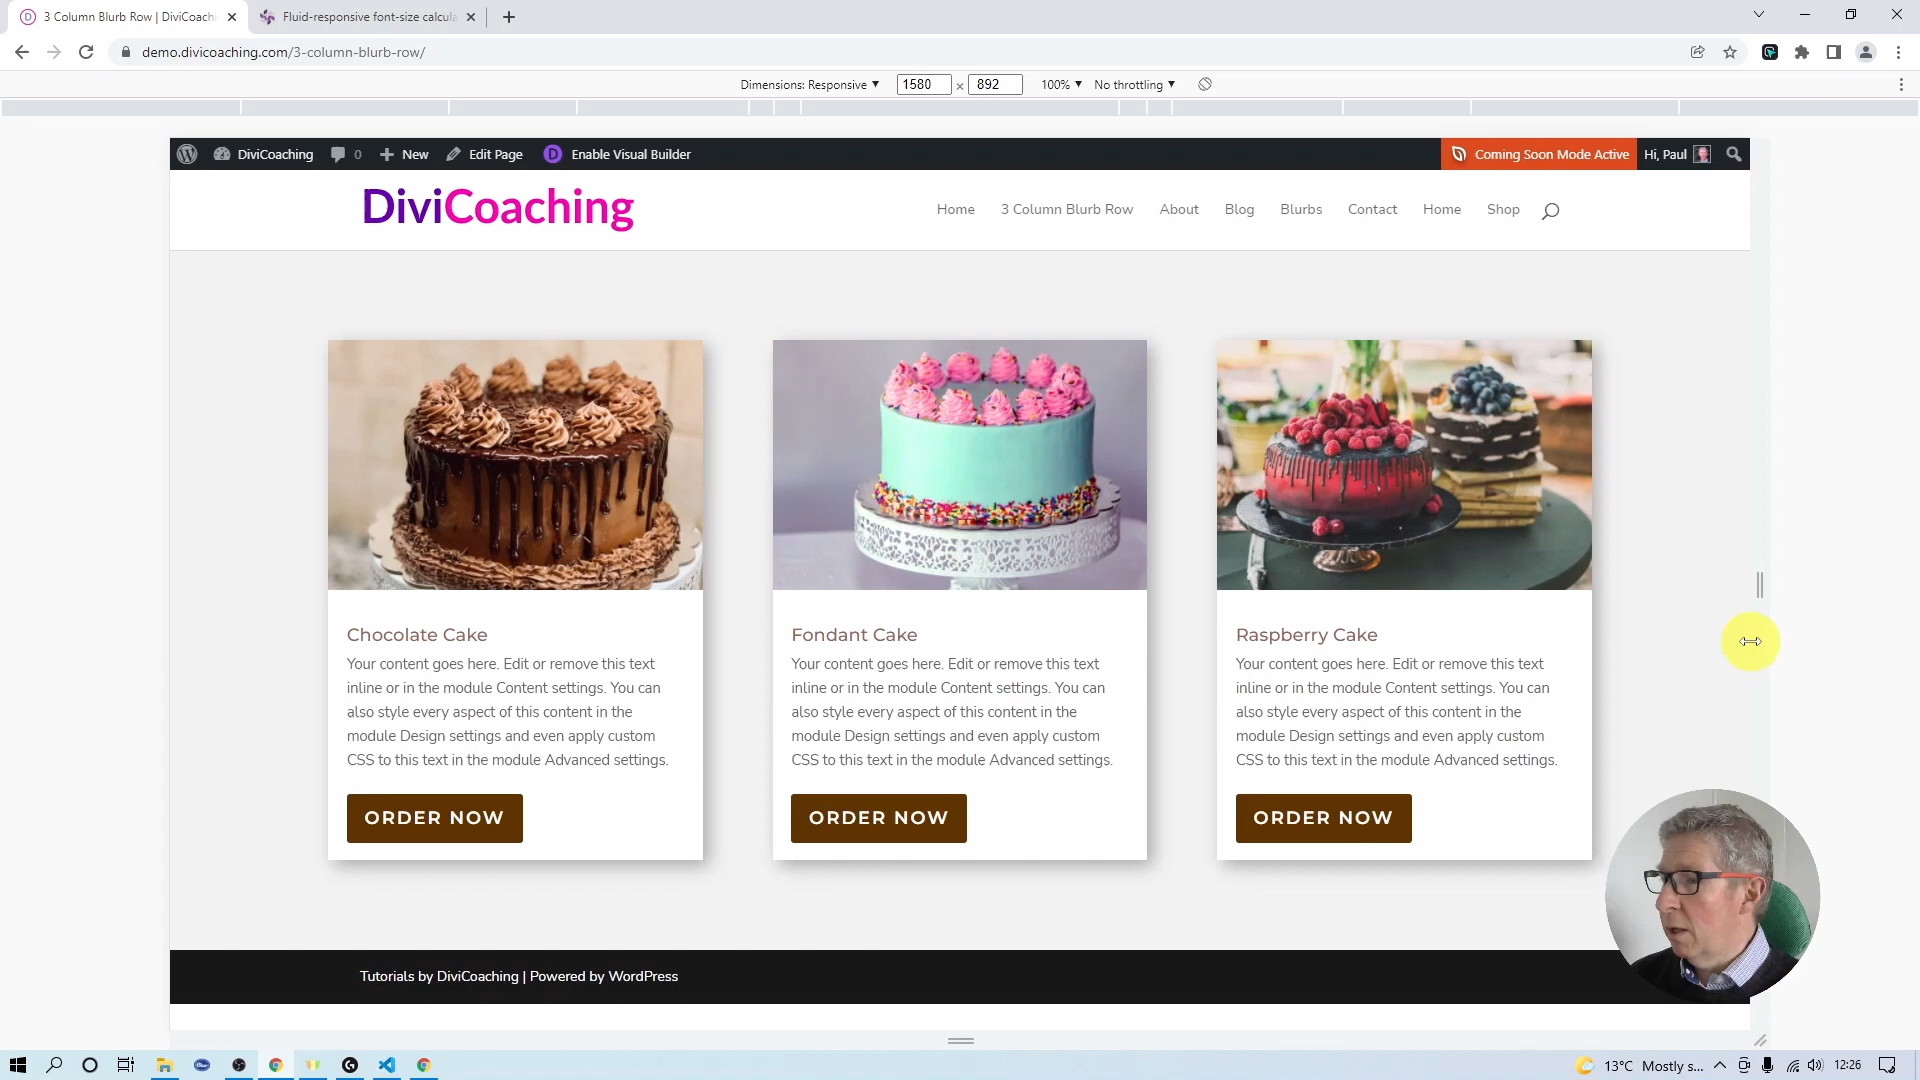 3 Column Blurb Row | DiviCoachi
Fluid-responsive font-size calcula
demo.divicoaching.com/3-column-blurb-row/
Dimensions: Responsive ▼ 1580 × 892 100% ▼ No throttling ▼
DiviCoaching 0 New Edit Page D Enable Visual Builder Coming Soon Mode Active Hi, Paul
DiviCoaching
Home 3 Column Blurb Row About Blog Blurbs Contact Home Shop
Chocolate Cake
Your content goes here. Edit or remove this text
inline or in the module Content settings. You can
also style every aspect of this content in the
module Design settings and even apply custom
CSS to this text in the module Advanced settings.
ORDER NOW
Fondant Cake
Your content goes here. Edit or remove this text
inline or in the module Content settings. You can
also style every aspect of this content in the
module Design settings and even apply custom
CSS to this text in the module Advanced settings.
ORDER NOW
Raspberry Cake
Your content goes here. Edit or remove this text
inline or in the module Content settings. You can
also style every aspect of this content in the
module Design settings and even apply custom
CSS to this text in the module Advanced settings.
ORDER NOW
Tutorials by DiviCoaching | Powered by WordPress
13°C Mostly s... 12:26